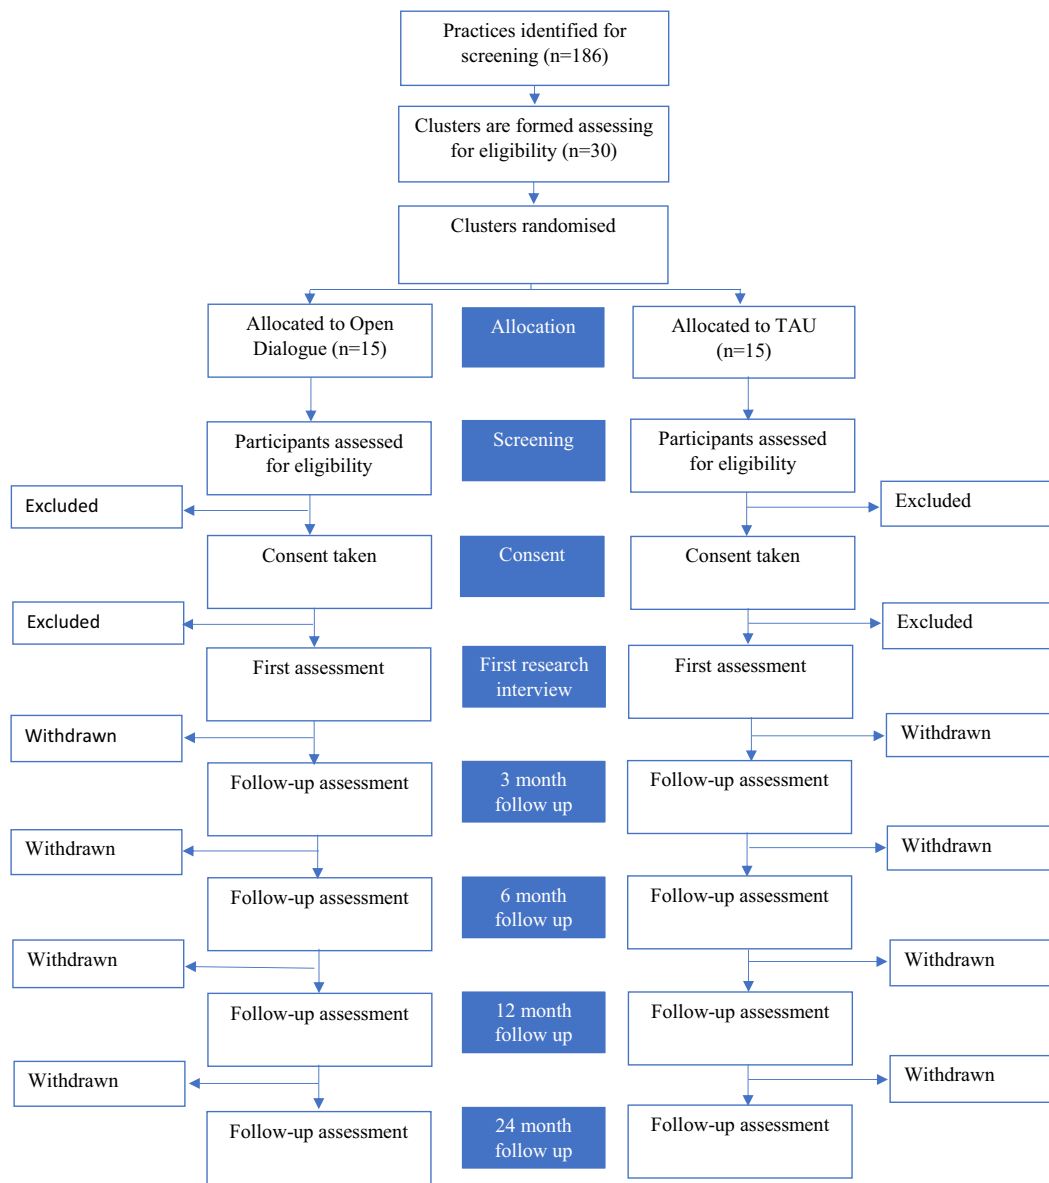 Practices identified for
screening (n=186)
Clusters are formed assessing
for eligibility (n=30)
Clusters randomised
Allocated to Open
Dialogue (n=15)
Allocation
Allocated to TAU
(n=15)
Participants assessed
for eligibility
Screening
Participants assessed
for eligibility
Excluded
Excluded
Consent taken
Consent
Consent taken
Excluded
Excluded
First assessment
First research
interview
First assessment
Withdrawn
Withdrawn
Follow-up assessment
3 month
follow up
Follow-up assessment
Withdrawn
Withdrawn
Follow-up assessment
6 month
follow up
Follow-up assessment
Withdrawn
Withdrawn
Follow-up assessment
12 month
follow up
Follow-up assessment
Withdrawn
Withdrawn
Follow-up assessment
24 month
follow up
Follow-up assessment